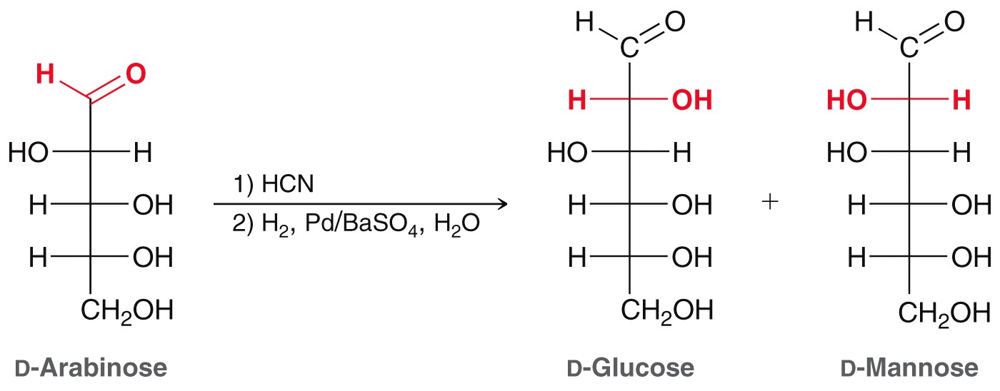 H O
HO H
H OH
H OH
CH₂OH
D-Arabinose
1) HCN
2) H₂, Pd/BaSO₄, H₂O
H O
C
H OH
HO H
H OH
H OH
CH₂OH
D-Glucose
+
H O
C
HO H
HO H
H OH
H OH
CH₂OH
D-Mannose